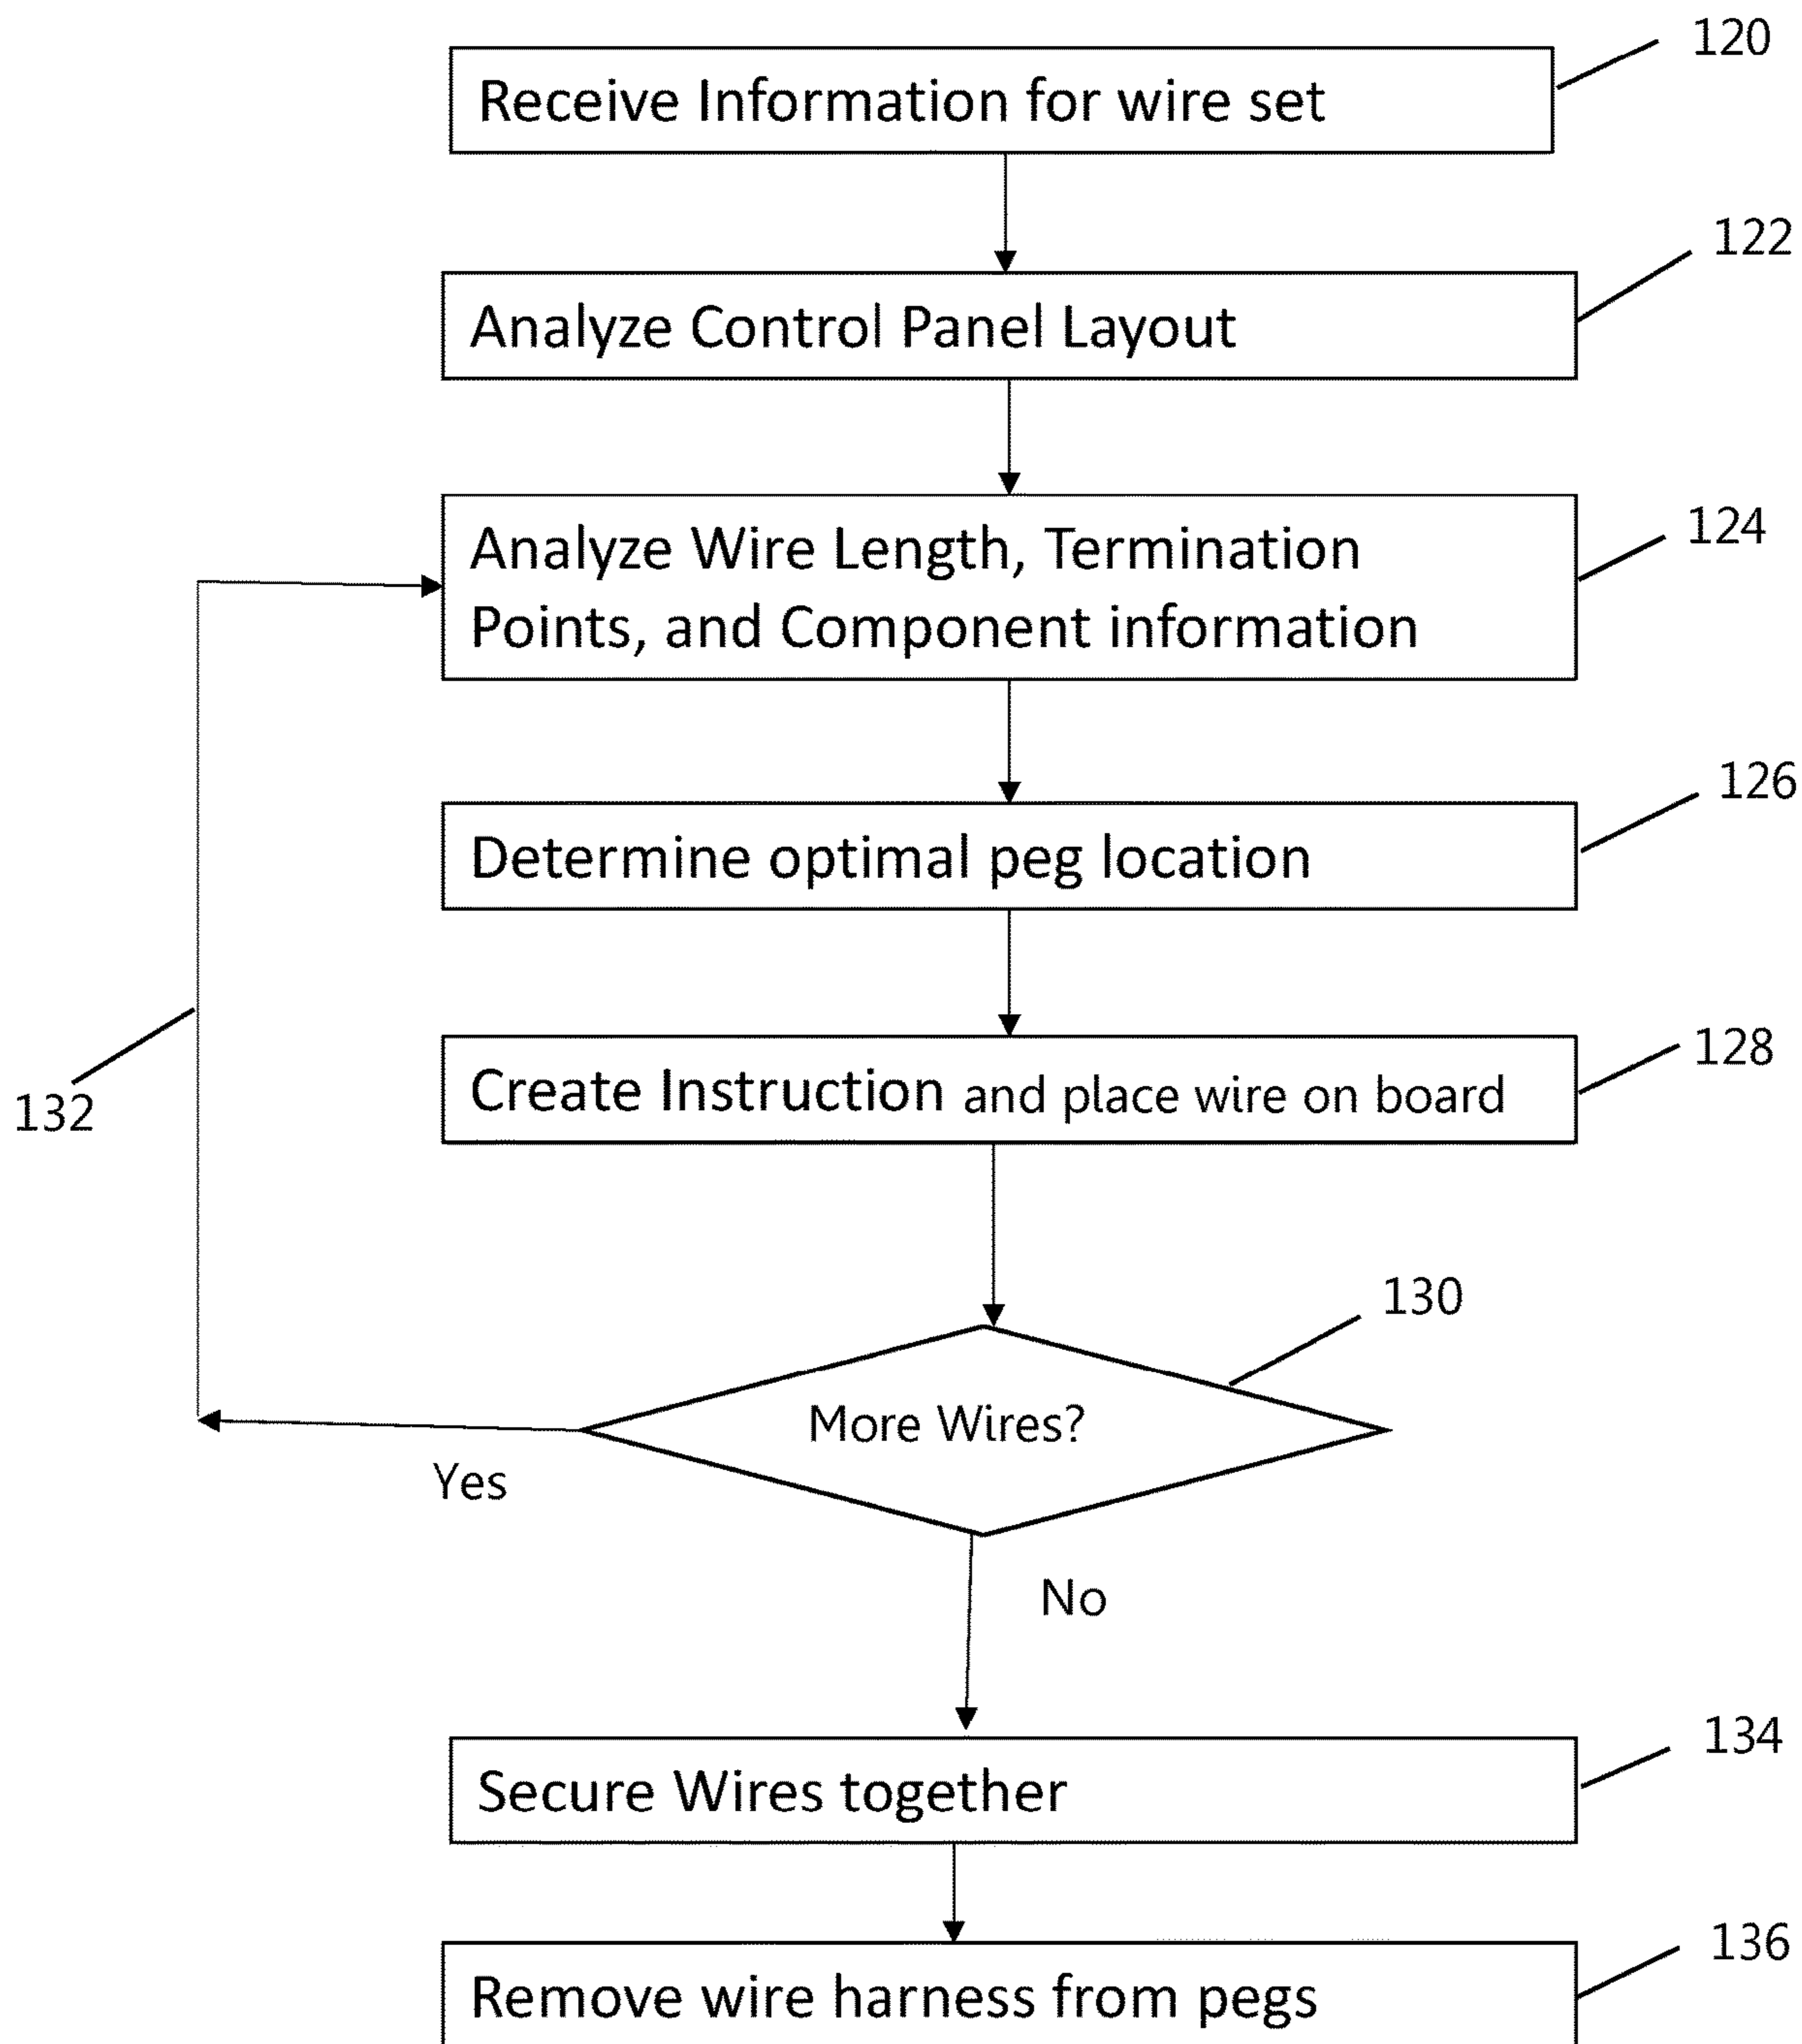 120
Receive Information for wire set
122
Analyze Control Panel Layout
124
Analyze Wire Length, Termination
Points, and Component information
126
Determine optimal peg location
128
Create Instruction and place wire on board
132
130
More Wires?
Yes
No
134
Secure Wires together
136
Remove wire harness from pegs